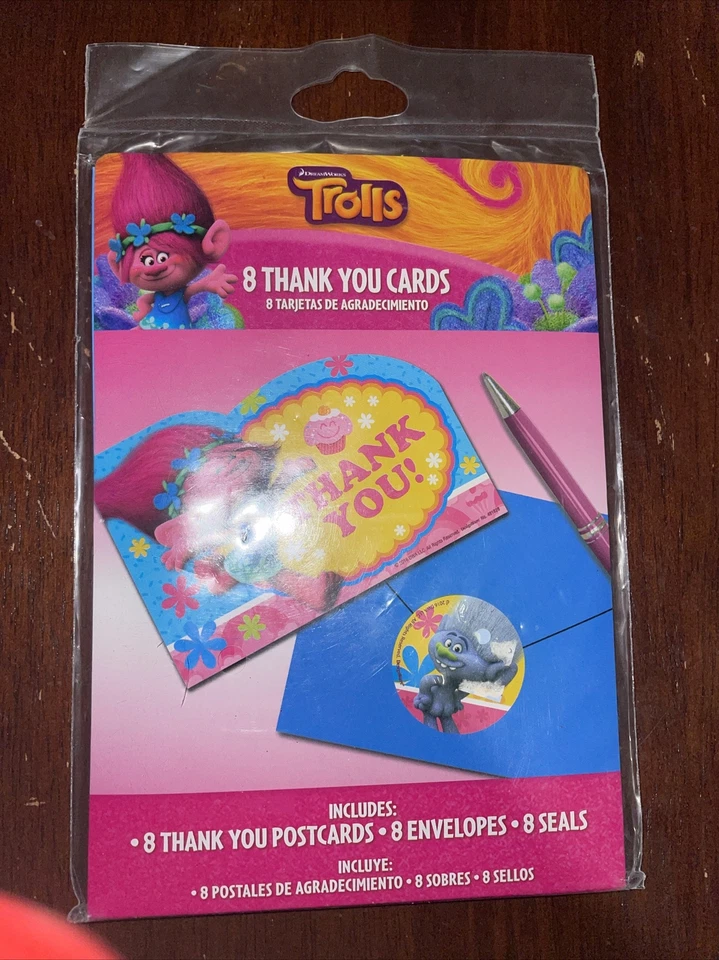 DREAMWORKS
Trolls
8 THANK YOU CARDS
8 TARJETAS DE AGRADECIMIENTO
THANK
YOU!
INCLUDES:
• 8 THANK YOU POSTCARDS • 8 ENVELOPES • 8 SEALS
INCLUYE:
• 8 POSTALES DE AGRADECIMIENTO • 8 SOBRES • 8 SELLOS